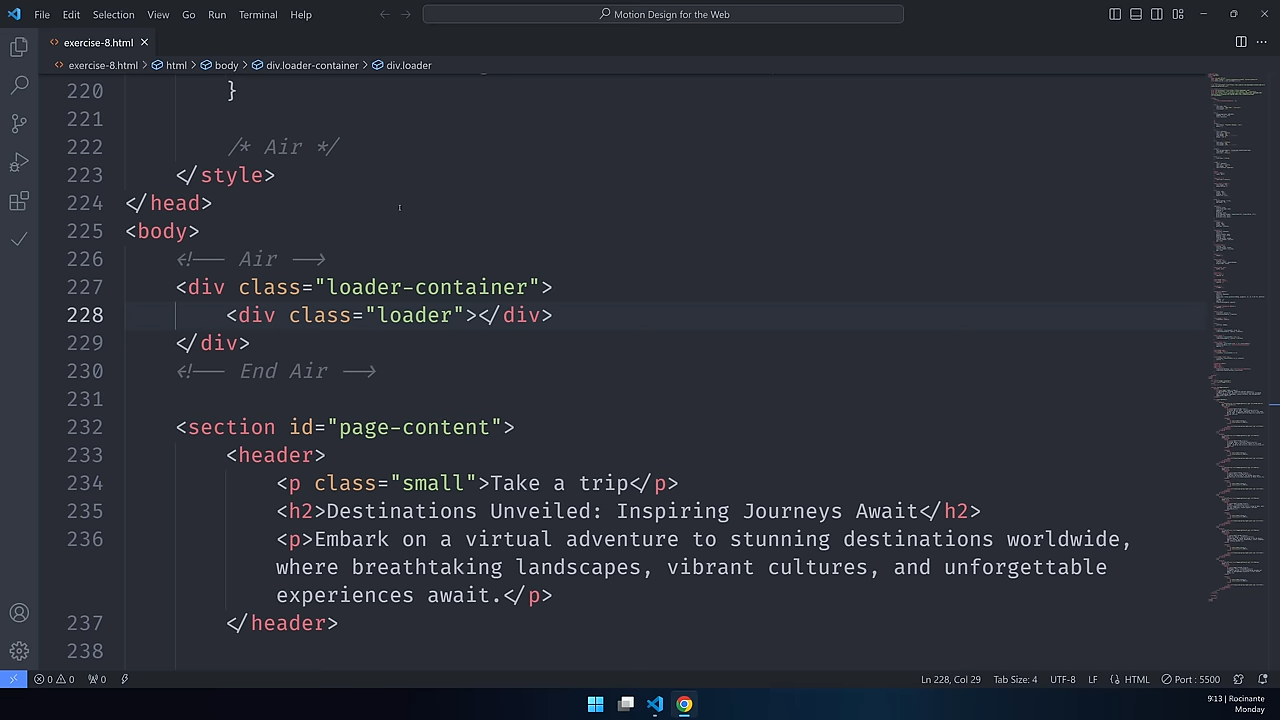 File Edit Selection View Go Run Terminal Help
Motion Design for the Web
exercise-8.html
exercise-8.html > html > body > div.loader-container > div.loader
220 }
221
222 /* Air */
223 </style>
224 </head>
225 <body>
226 <!-- Air -->
227 <div class="loader-container">
228 <div class="loader"></div>
229 </div>
230 <!-- End Air -->
231
232 <section id="page-content">
233 <header>
234 <p class="small">Take a trip</p>
235 <h2>Destinations Unveiled: Inspiring Journeys Await</h2>
236 <p>Embark on a virtual adventure to stunning destinations worldwide,
where breathtaking landscapes, vibrant cultures, and unforgettable
experiences await.</p>
237 </header>
238
0 0 0 Ln 228, Col 29 Tab Size: 4 UTF-8 LF HTML Port : 5500
9:13 | Rocinante
Monday